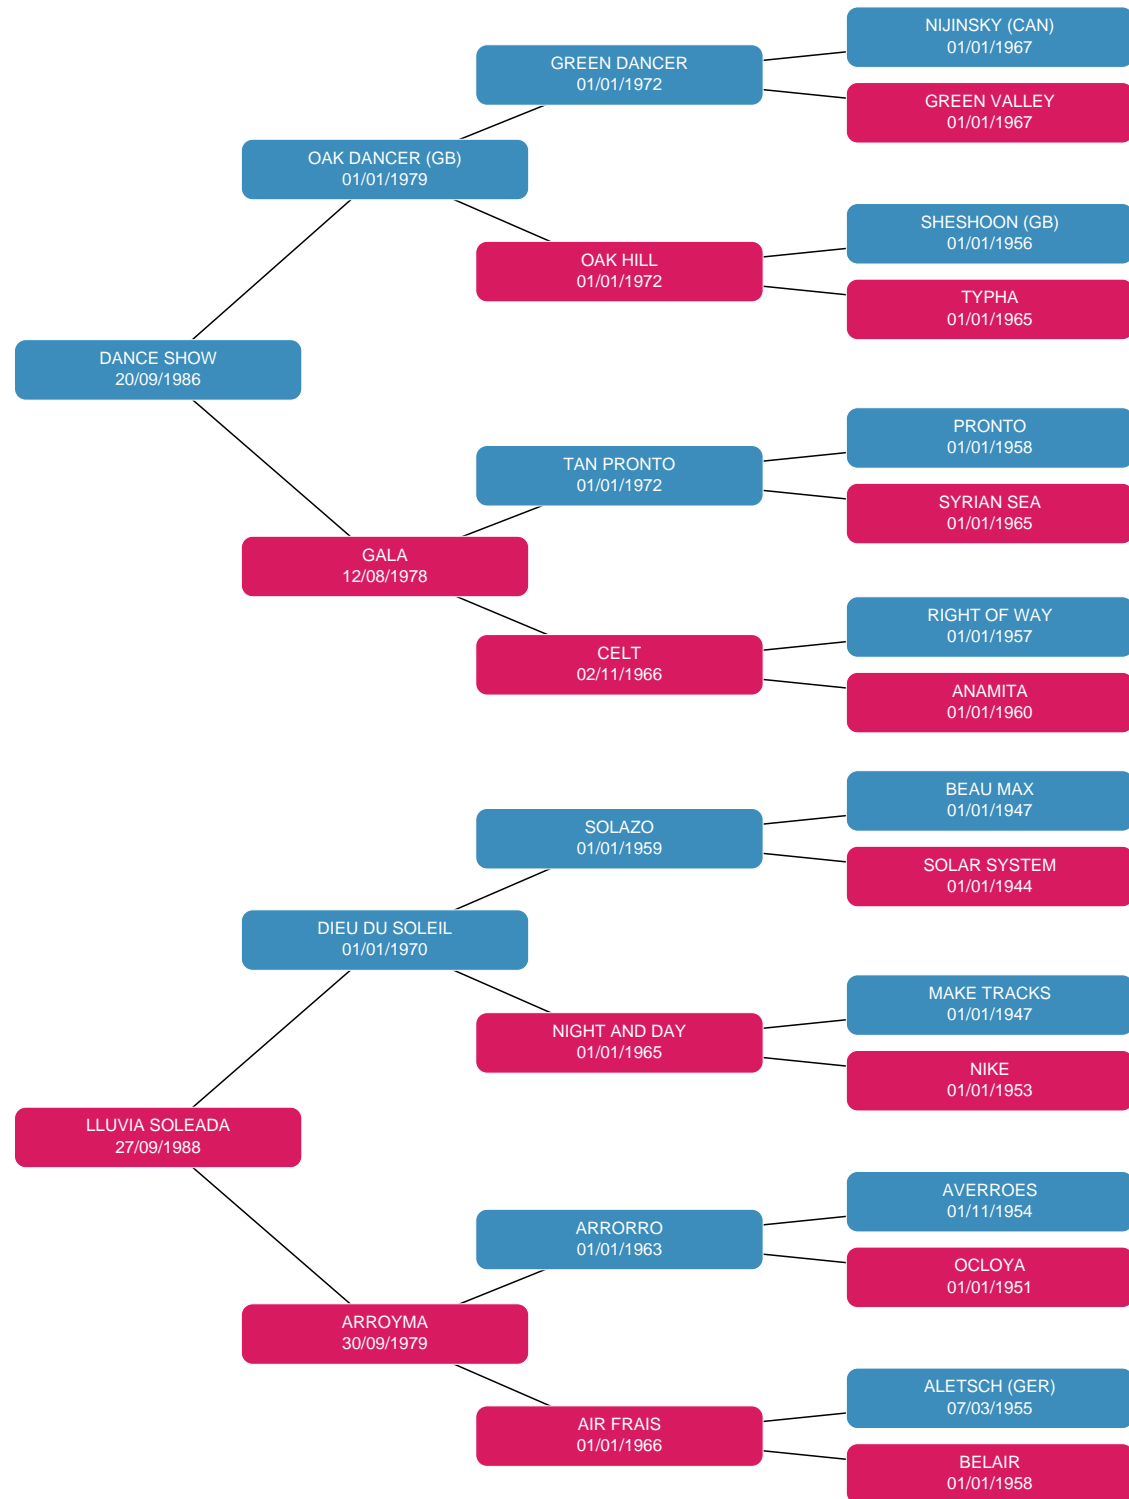 NIJINSKY (CAN)
01/01/1967
GREEN DANCER
01/01/1972
GREEN VALLEY
01/01/1967
OAK DANCER (GB)
01/01/1979
SHESHOON (GB)
01/01/1956
OAK HILL
01/01/1972
TYPHA
01/01/1965
DANCE SHOW
20/09/1986
PRONTO
01/01/1958
TAN PRONTO
01/01/1972
SYRIAN SEA
01/01/1965
GALA
12/08/1978
RIGHT OF WAY
01/01/1957
CELT
02/11/1966
ANAMITA
01/01/1960
BEAU MAX
01/01/1947
SOLAZO
01/01/1959
SOLAR SYSTEM
01/01/1944
DIEU DU SOLEIL
01/01/1970
MAKE TRACKS
01/01/1947
NIGHT AND DAY
01/01/1965
NIKE
01/01/1953
LLUVIA SOLEADA
27/09/1988
AVERROES
01/11/1954
ARRORRO
01/01/1963
OCLOYA
01/01/1951
ARROYMA
30/09/1979
ALETSCH (GER)
07/03/1955
AIR FRAIS
01/01/1966
BELAIR
01/01/1958